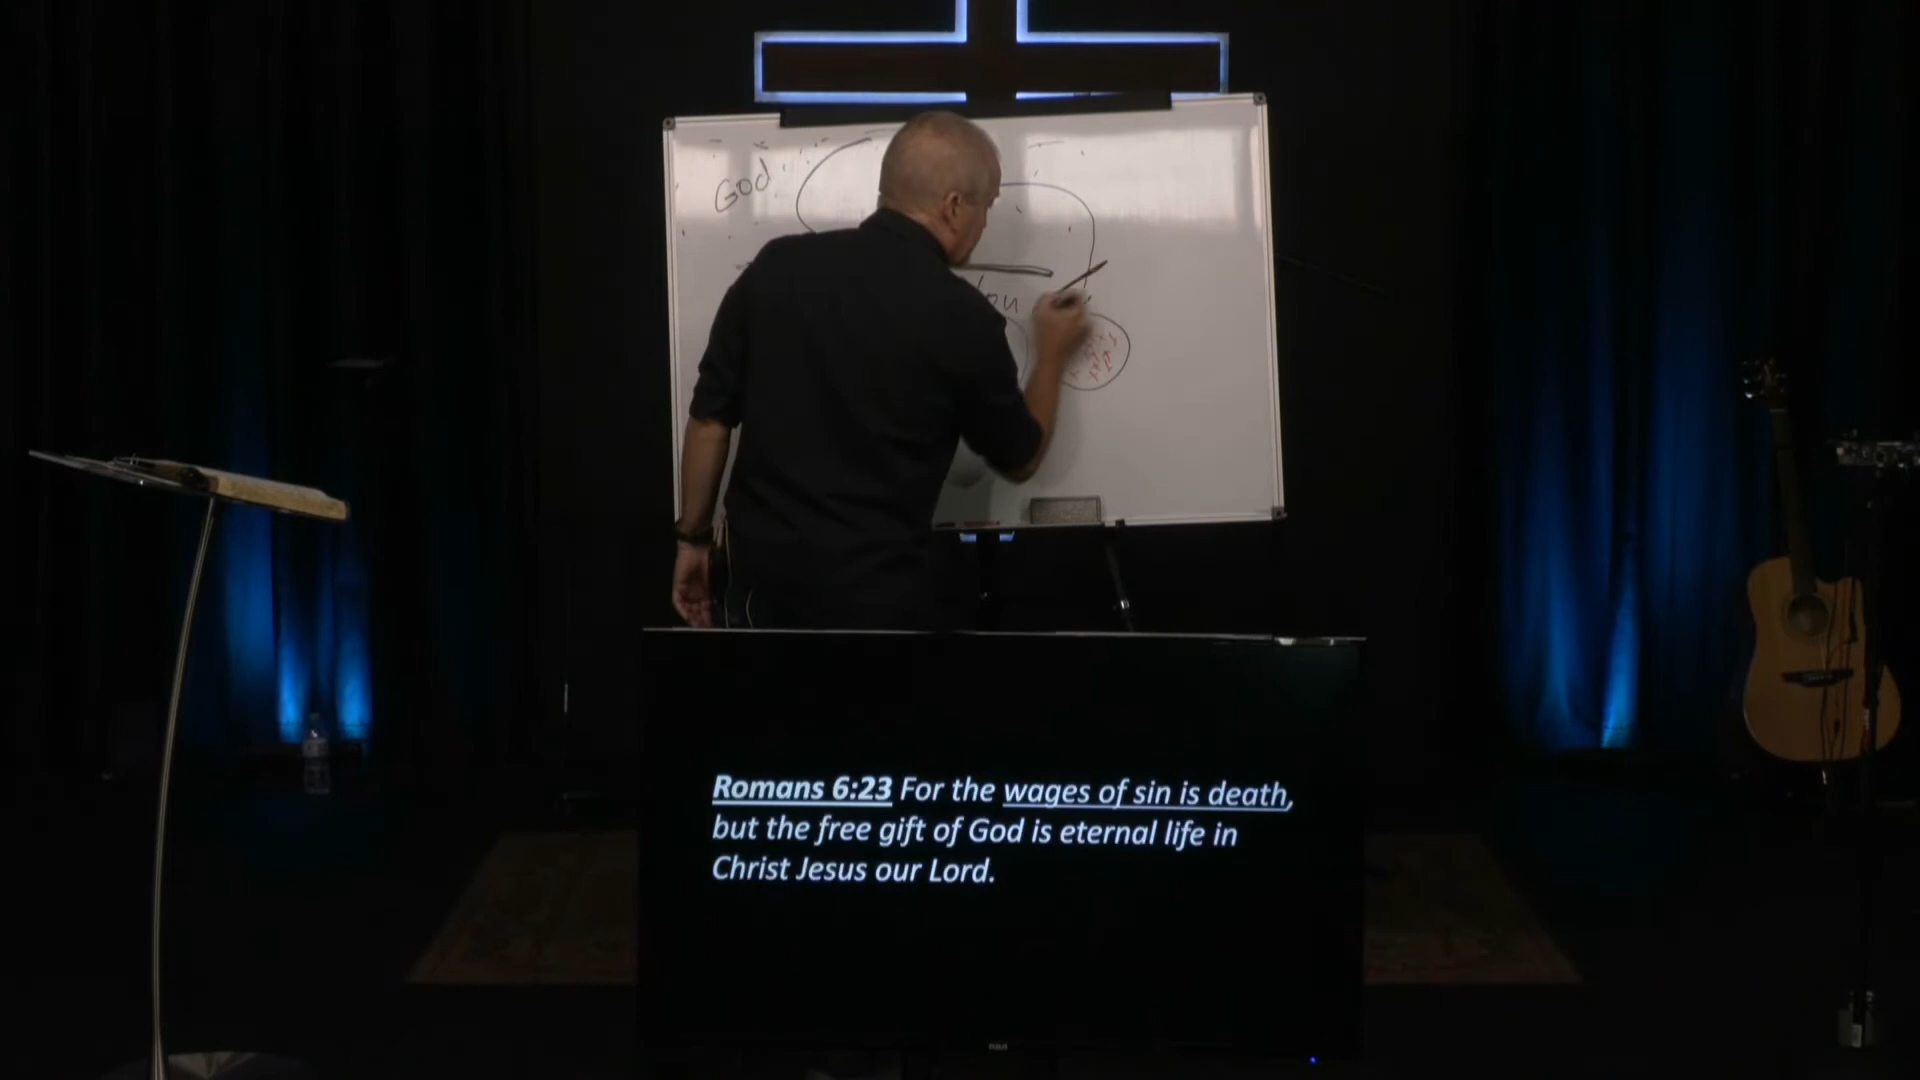 God
You
Romans 6:23 For the wages of sin is death,
but the free gift of God is eternal life in
Christ Jesus our Lord.